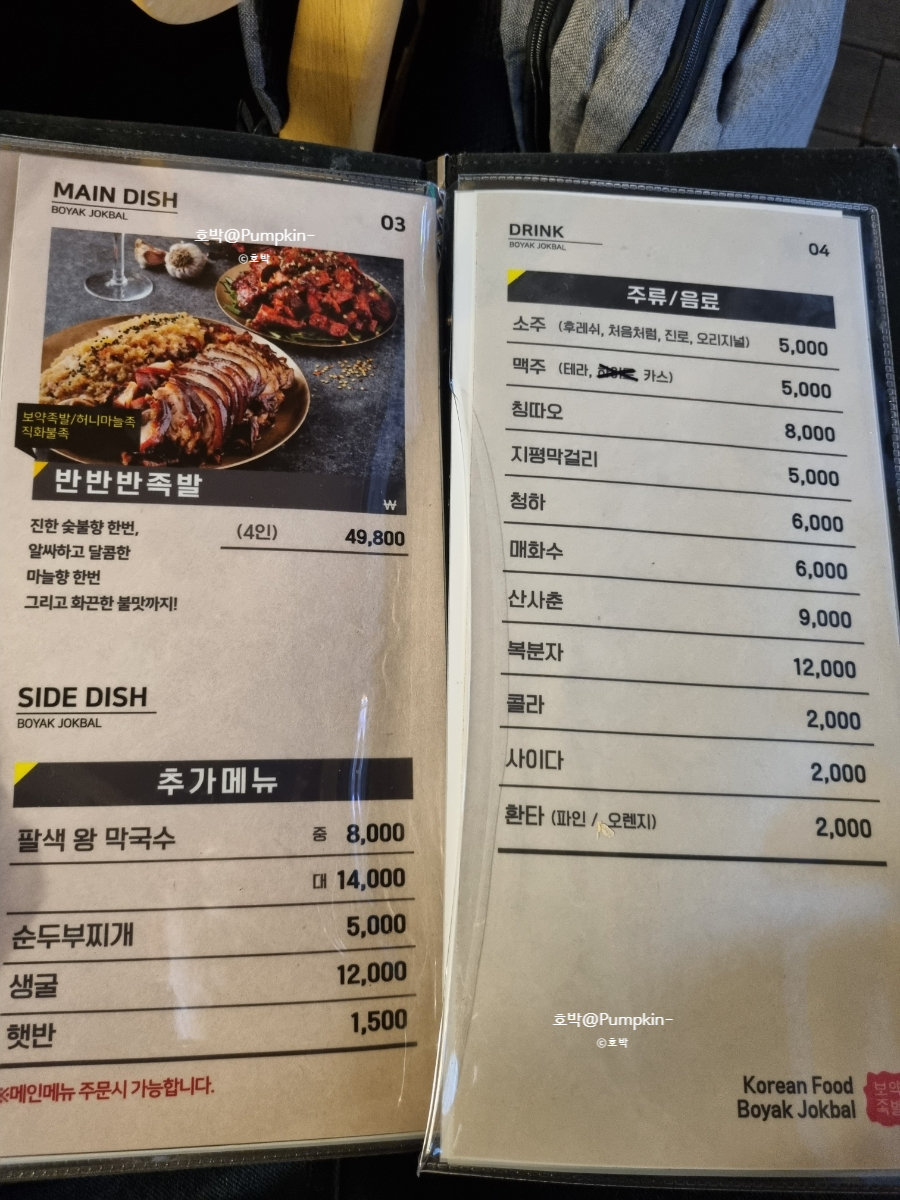 MAIN DISH
BOYAK JOKBAL
03
호박@Pumpkin~
©호박
보약족발/허니마늘족
직화불족
반반반족발
₩
진한 숯불향 한번,
알싸하고 달콤한
마늘향 한번
그리고 화끈한 불맛까지!
(4인) 49,800
SIDE DISH
BOYAK JOKBAL
추가메뉴
팔색 왕 막국수 중 8,000
대 14,000
순두부찌개 5,000
생굴 12,000
햇반 1,500
※메인메뉴 주문시 가능합니다.
DRINK
BOYAK JOKBAL
04
주류/음료
소주 (후레쉬, 처음처럼, 진로, 오리지널) 5,000
맥주 (테라, 카스) 5,000
칭따오 8,000
지평막걸리 5,000
청하 6,000
매화수 6,000
산사춘 9,000
복분자 12,000
콜라 2,000
사이다 2,000
환타 (파인 / 오렌지) 2,000
호박@Pumpkin~
©호박
Korean Food
Boyak Jokbal